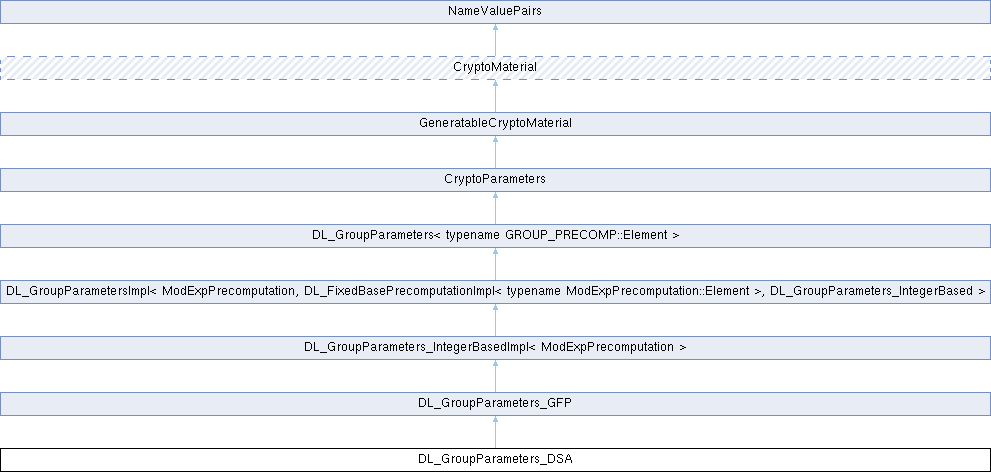 NameValuePairs
CryptoMaterial
GeneratableCryptoMaterial
CryptoParameters
DL_GroupParameters< typename GROUP_PRECOMP::Element >
DL_GroupParametersImpl< ModExpPrecomputation, DL_FixedBasePrecomputationImpl< typename ModExpPrecomputation::Element >, DL_GroupParameters_IntegerBased >
DL_GroupParameters_IntegerBasedImpl< ModExpPrecomputation >
DL_GroupParameters_GFP
DL_GroupParameters_DSA